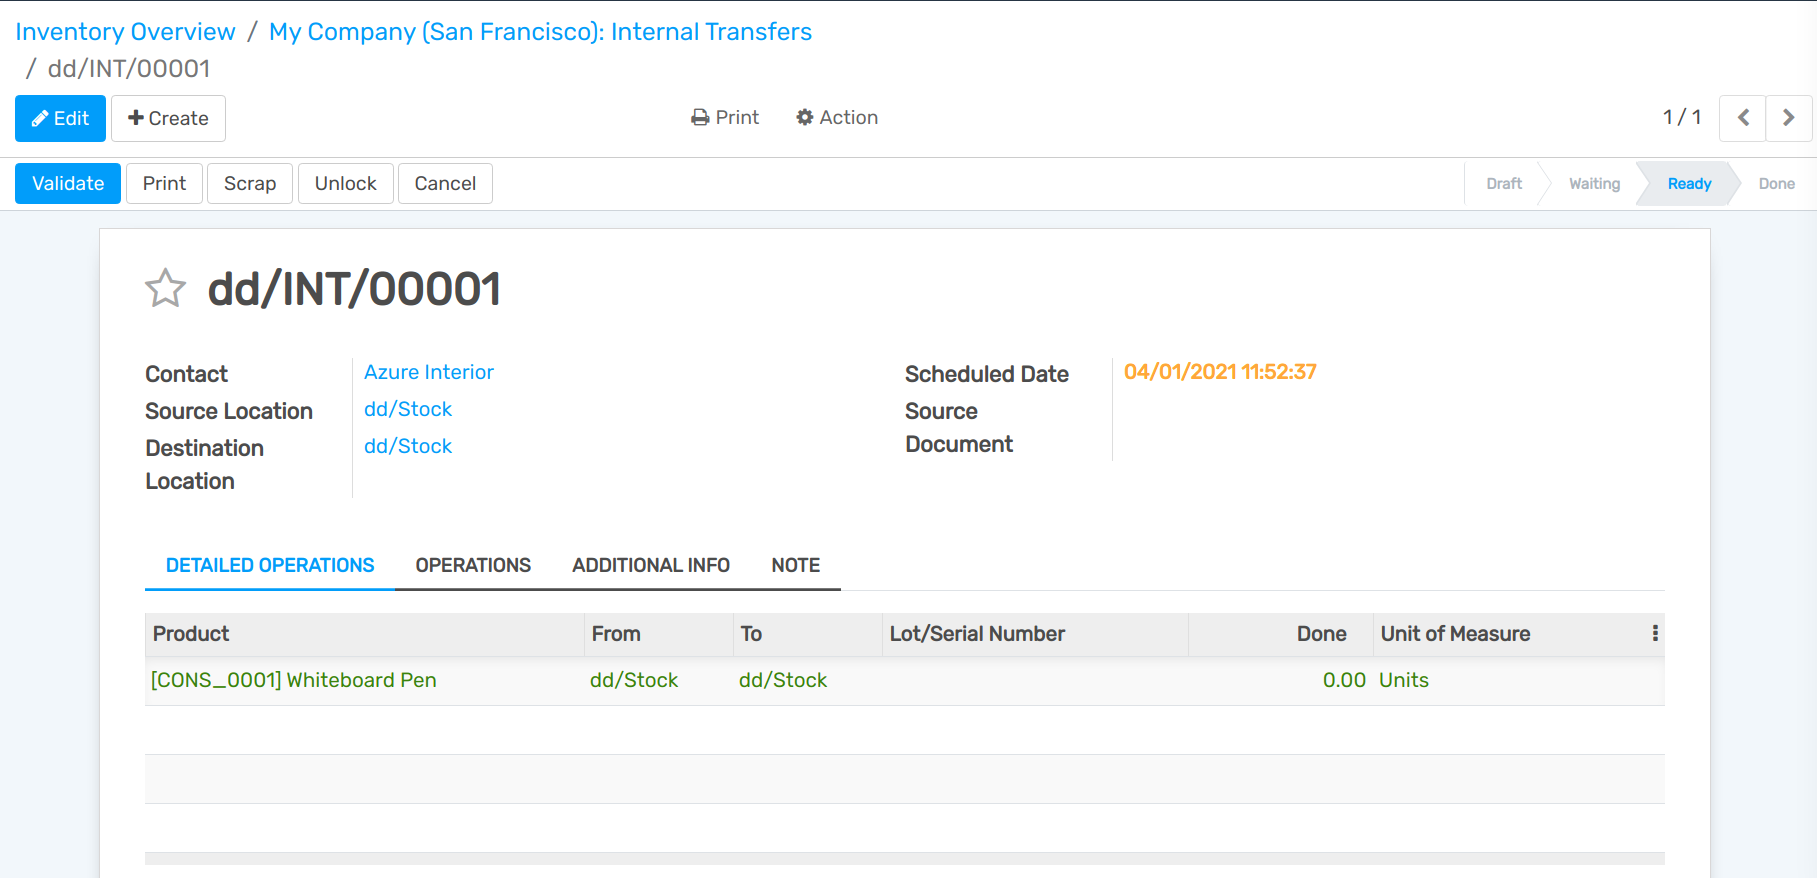 Inventory Overview / My Company (San Francisco): Internal Transfers
/ dd/INT/00001
Edit Create Print Action 1 / 1
Validate Print Scrap Unlock Cancel Draft Waiting Ready Done
dd/INT/00001
Contact Azure Interior Scheduled Date 04/01/2021 11:52:37
Source Location dd/Stock Source
Destination dd/Stock Document
Location
DETAILED OPERATIONS OPERATIONS ADDITIONAL INFO NOTE
Product From To Lot/Serial Number Done Unit of Measure
[CONS_0001] Whiteboard Pen dd/Stock dd/Stock 0.00 Units